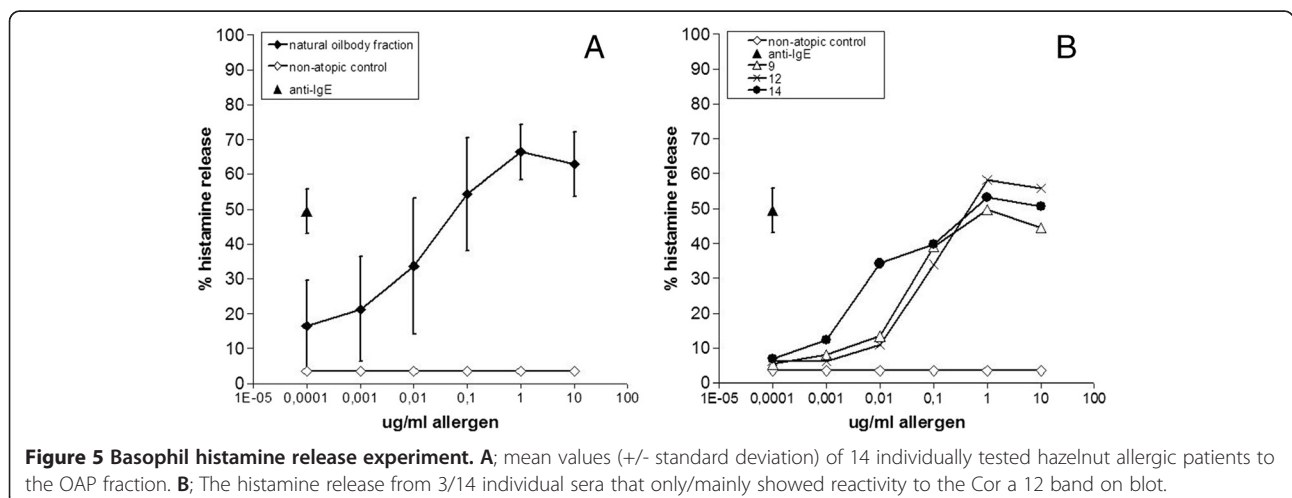 natural oilbody fraction
non-atopic control
anti-IgE
A
100
90
80
70
60
50
40
30
20
10
0
% histamine release
1E-05 0,0001 0,001 0,01 0,1 1 10 100
ug/ml allergen
non-atopic control
anti-IgE
9
12
14
B
100
90
80
70
60
50
40
30
20
10
0
% histamine release
1E-05 0,0001 0,001 0,01 0,1 1 10 100
ug/ml allergen
Figure 5 Basophil histamine release experiment. A; mean values (+/- standard deviation) of 14 individually tested hazelnut allergic patients to
the OAP fraction. B; The histamine release from 3/14 individual sera that only/mainly showed reactivity to the Cor a 12 band on blot.